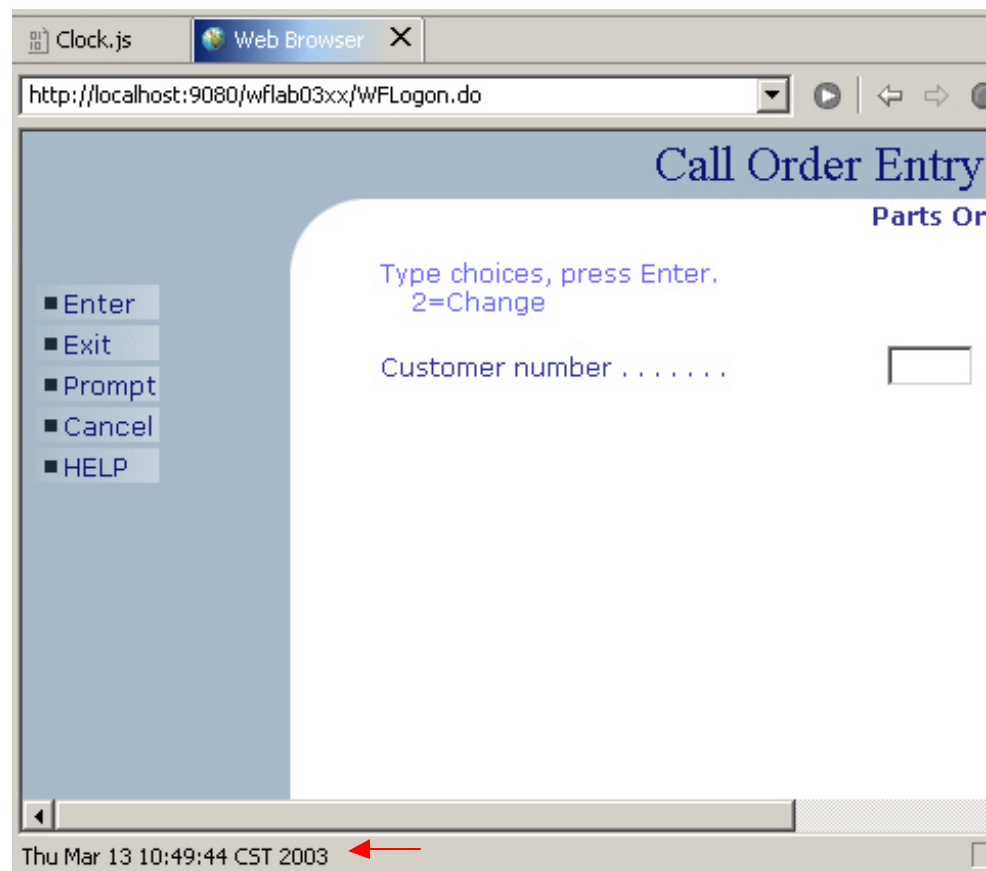 Clock.js
Web Browser
http://localhost:9080/wflab03xx/WFLogon.do
Call Order Entry
Parts Or
Type choices, press Enter.
2=Change
Enter
Exit
Customer number . . . . . . .
Prompt
Cancel
HELP
Thu Mar 13 10:49:44 CST 2003